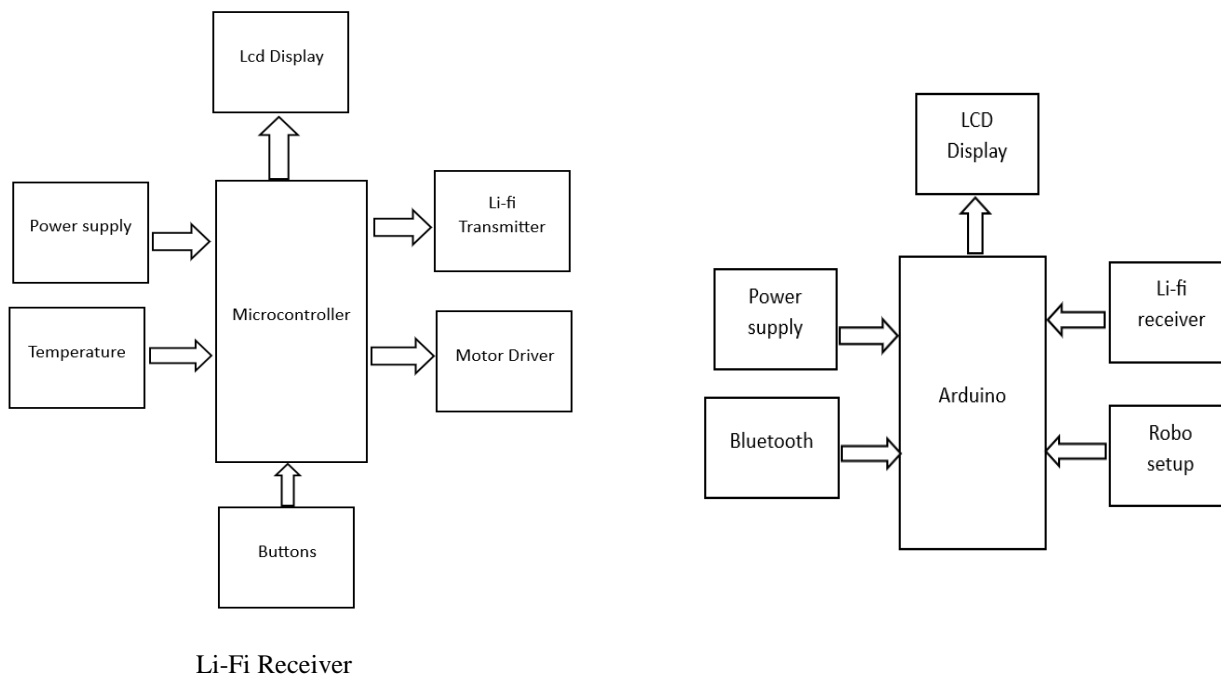 Lcd Display
Power supply
Temperature
Microcontroller
Li-fi
Transmitter
Motor Driver
Buttons
Li-Fi Receiver
LCD
Display
Power
supply
Bluetooth
Arduino
Li-fi
receiver
Robo
setup